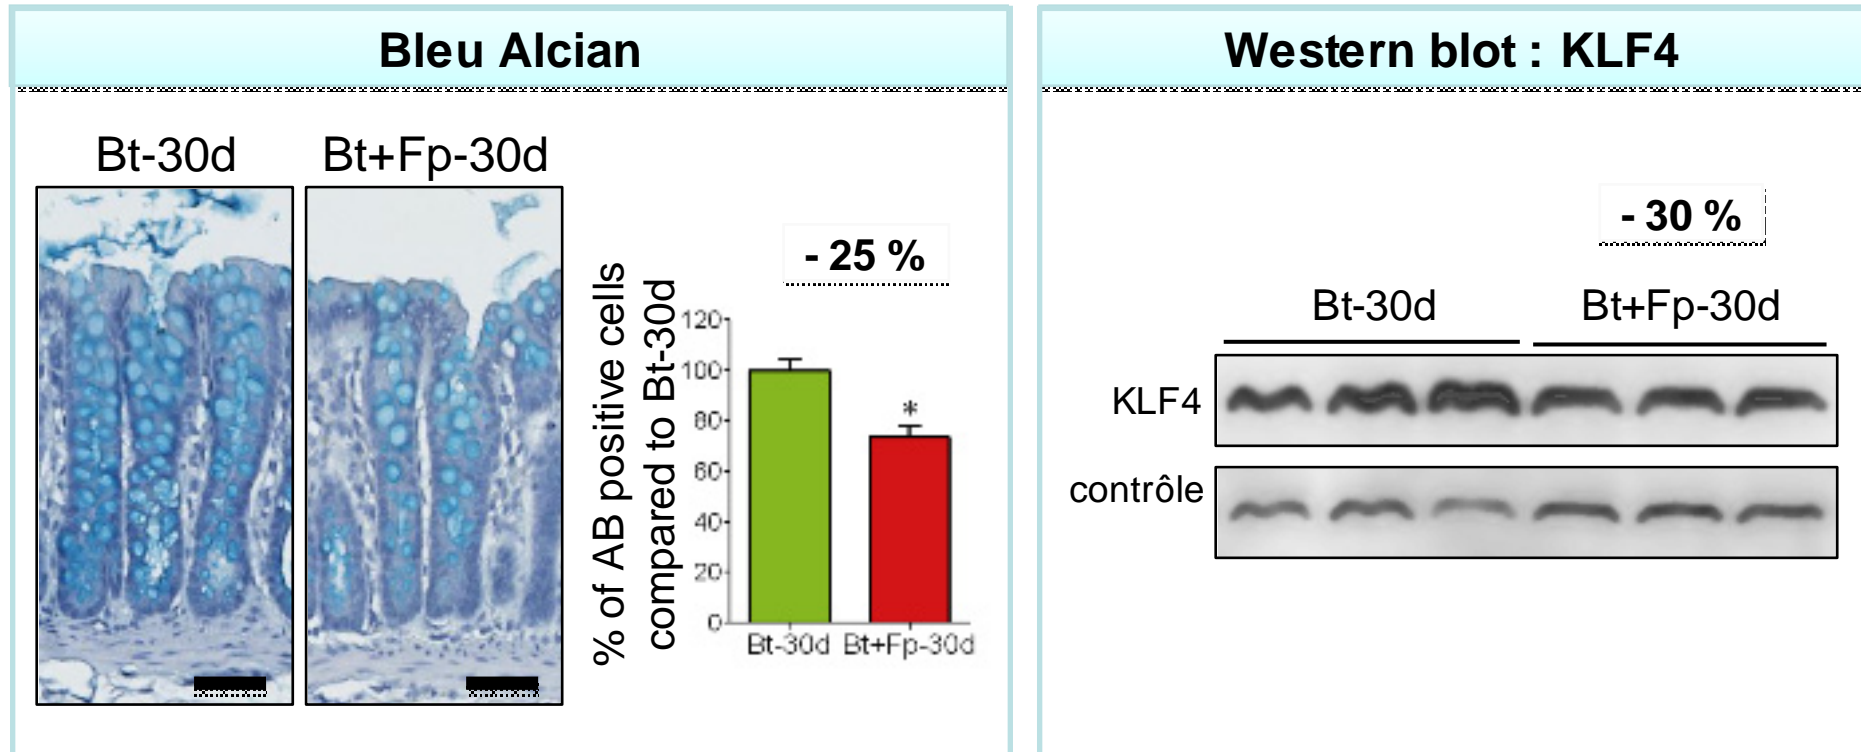 Bleu Alcian
Bt-30d
Bt+Fp-30d
- 25 %
% of AB positive cells
compared to Bt-30d
120
100
80
60
40
20
0
*
Bt-30d
Bt+Fp-30d
Western blot : KLF4
- 30 %
Bt-30d
Bt+Fp-30d
KLF4
contrôle